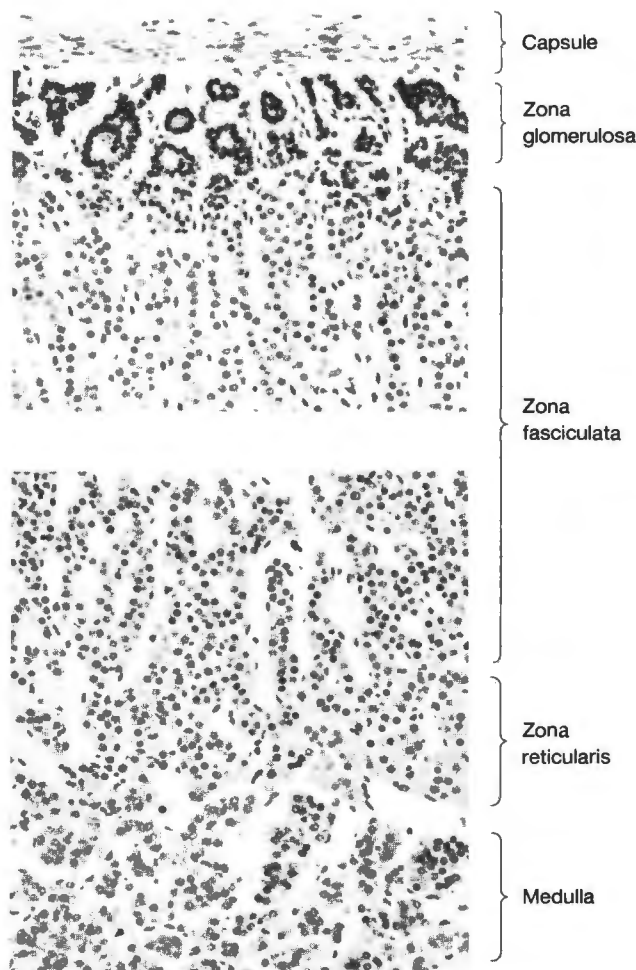 Capsule
Zona
glomerulosa
Zona
fasciculata
Zona
reticularis
Medulla